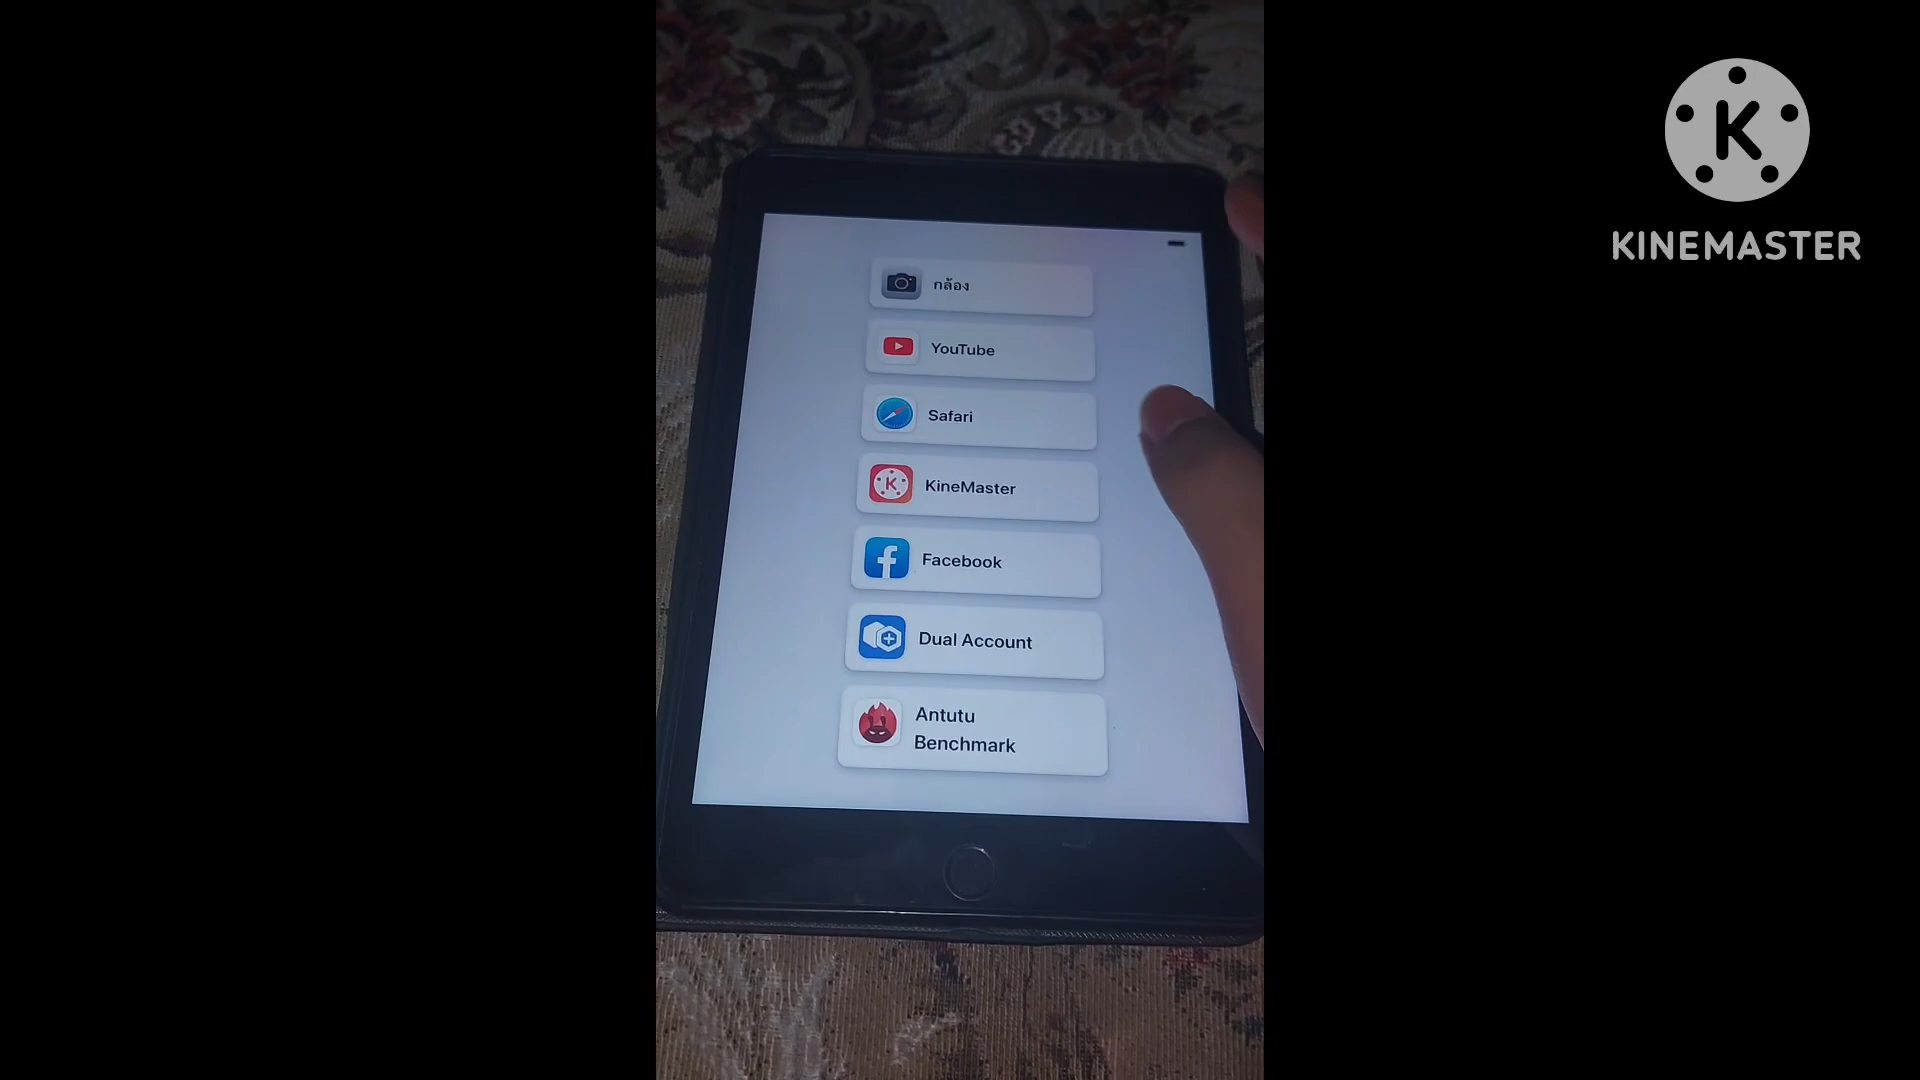 KINEMASTER
กล้อง
YouTube
Safari
KineMaster
Facebook
Dual Account
Antutu
Benchmark